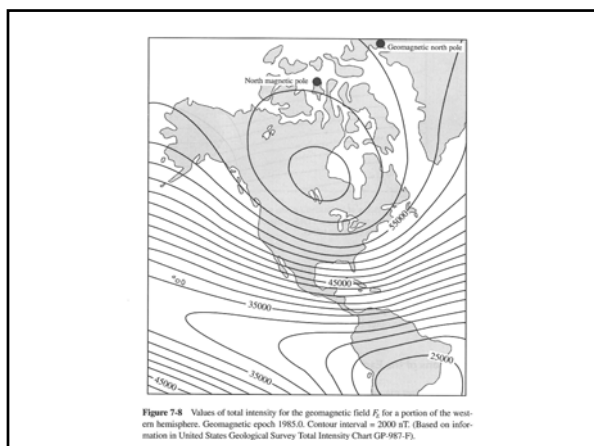 Geomagnetic north pole
North magnetic pole
55000
45000
35000
35000
25000
45000
Figure 7-8 Values of total intensity for the geomagnetic field F_E for a portion of the west-
ern hemisphere. Geomagnetic epoch 1985.0. Contour interval = 2000 nT. (Based on infor-
mation in United States Geological Survey Total Intensity Chart GP-987-F).